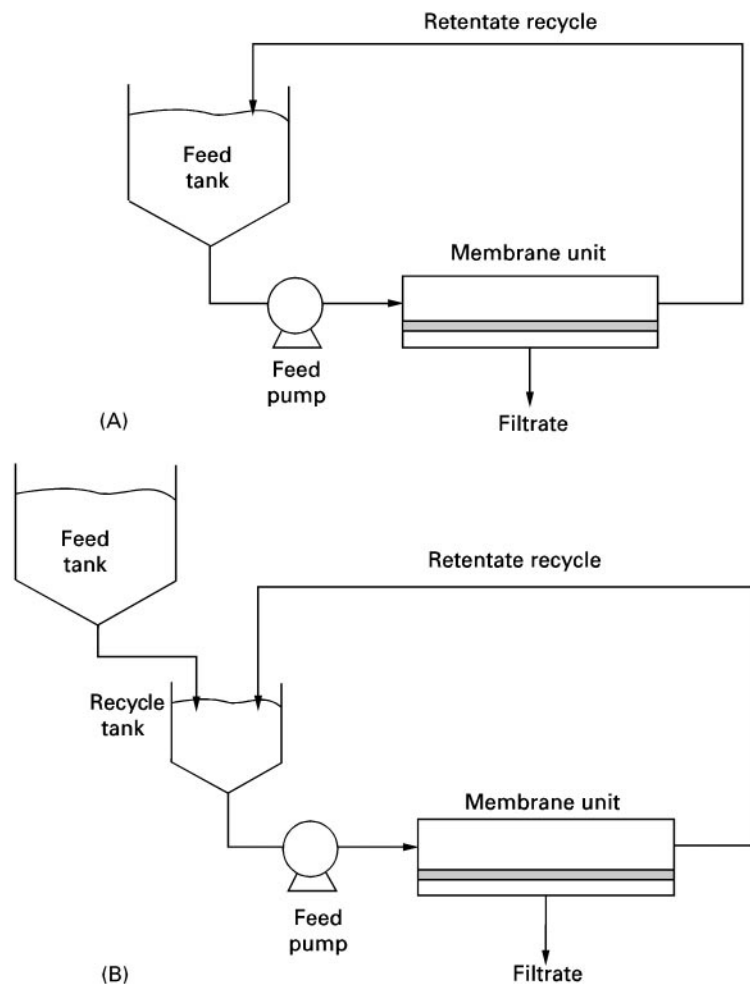 Retentate recycle
Feed
tank
Membrane unit
Feed
pump
Filtrate
(A)
Feed
tank
Retentate recycle
Recycle
tank
Membrane unit
Feed
pump
Filtrate
(B)